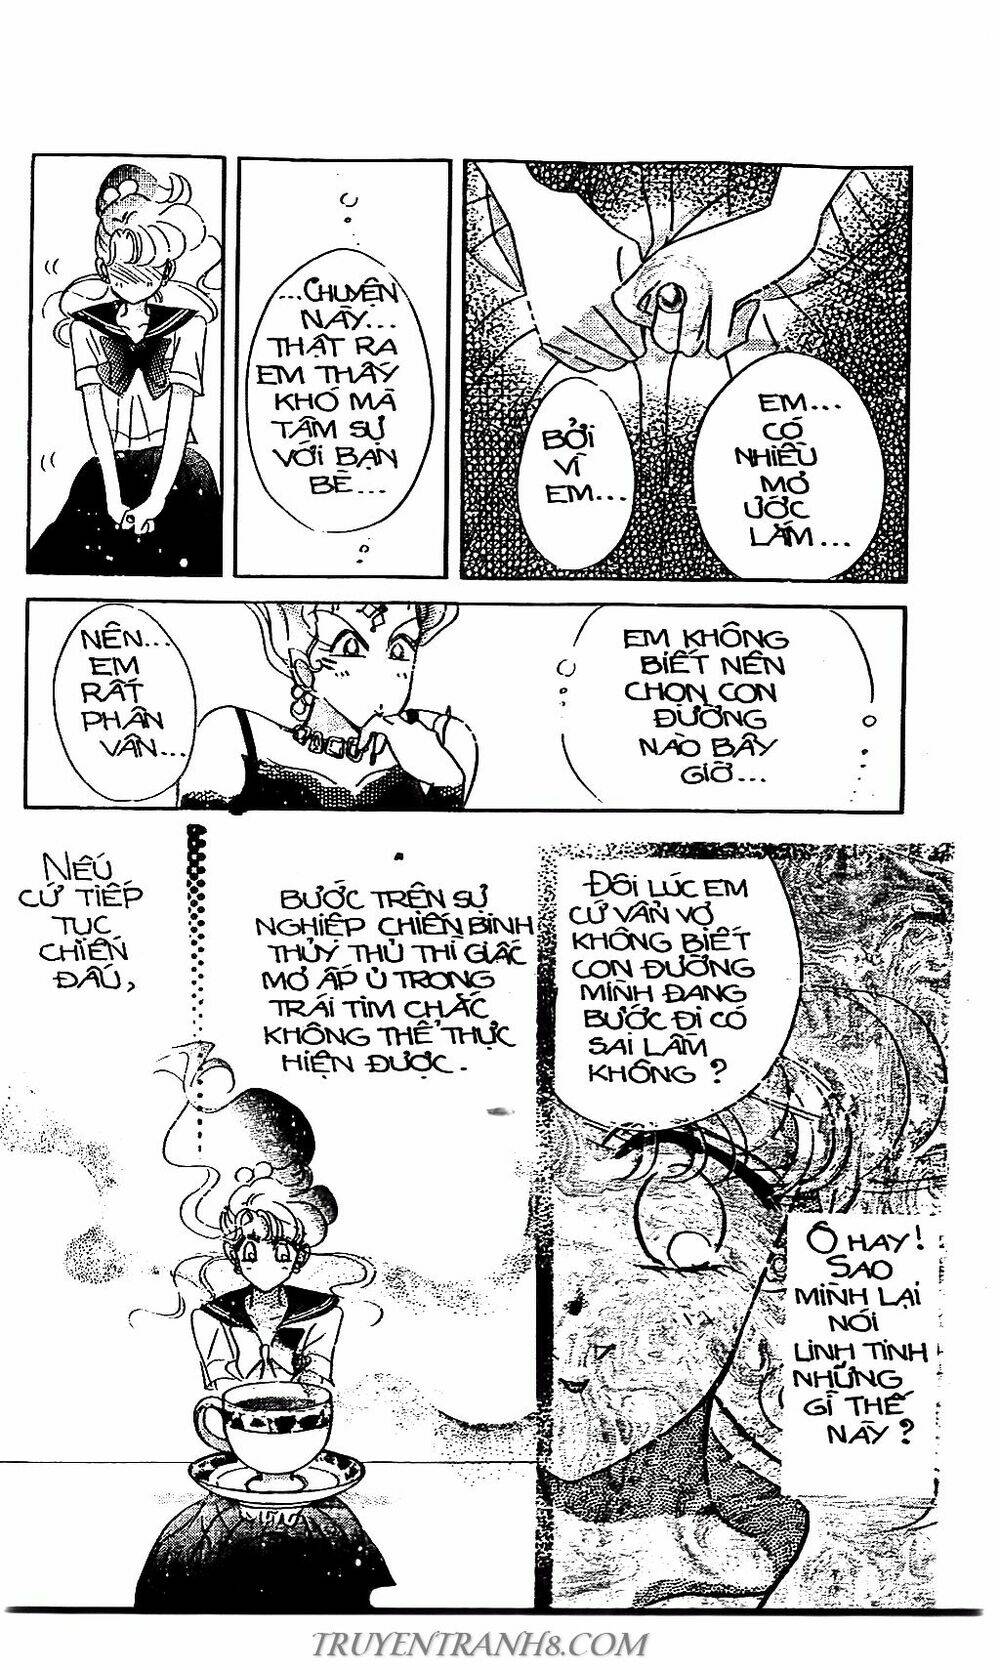 EM...
CÓ
NHIỀU
MƠ
ƯỚC
LẮM...
BỞI
VÌ
EM...
...CHUYỆN
NÀY...
THẬT RA
EM THẤY
KHÓ MÀ
TÂM SỰ
VỚI BẠN
BÈ...
EM KHÔNG
BIẾT NÊN
CHỌN CON
ĐƯỜNG
NÀO BÂY
GIỜ...
NÊN...
EM
RẤT
PHÂN
VÂN...
ĐÔI LÚC EM
CỨ VẨN VƠ
KHÔNG BIẾT
CON ĐƯỜNG
MÌNH ĐANG
BƯỚC ĐI CÓ
SAI LẦM
KHÔNG?
Ô HAY!
SAO
MÌNH LẠI
NÓI
LINH TINH
NHỮNG
GÌ THẾ
NÀY?
BƯỚC TRÊN SỰ
NGHIỆP CHIẾN BINH
THỦY THỦ THÌ GIẤC
MƠ ẤP Ủ TRONG
TRÁI TIM CHẮC
KHÔNG THỂ THỰC
HIỆN ĐƯỢC.
NẾU
CỨ TIẾP
TỤC
CHIẾN
ĐẤU,
TRUYENTRANH8.COM